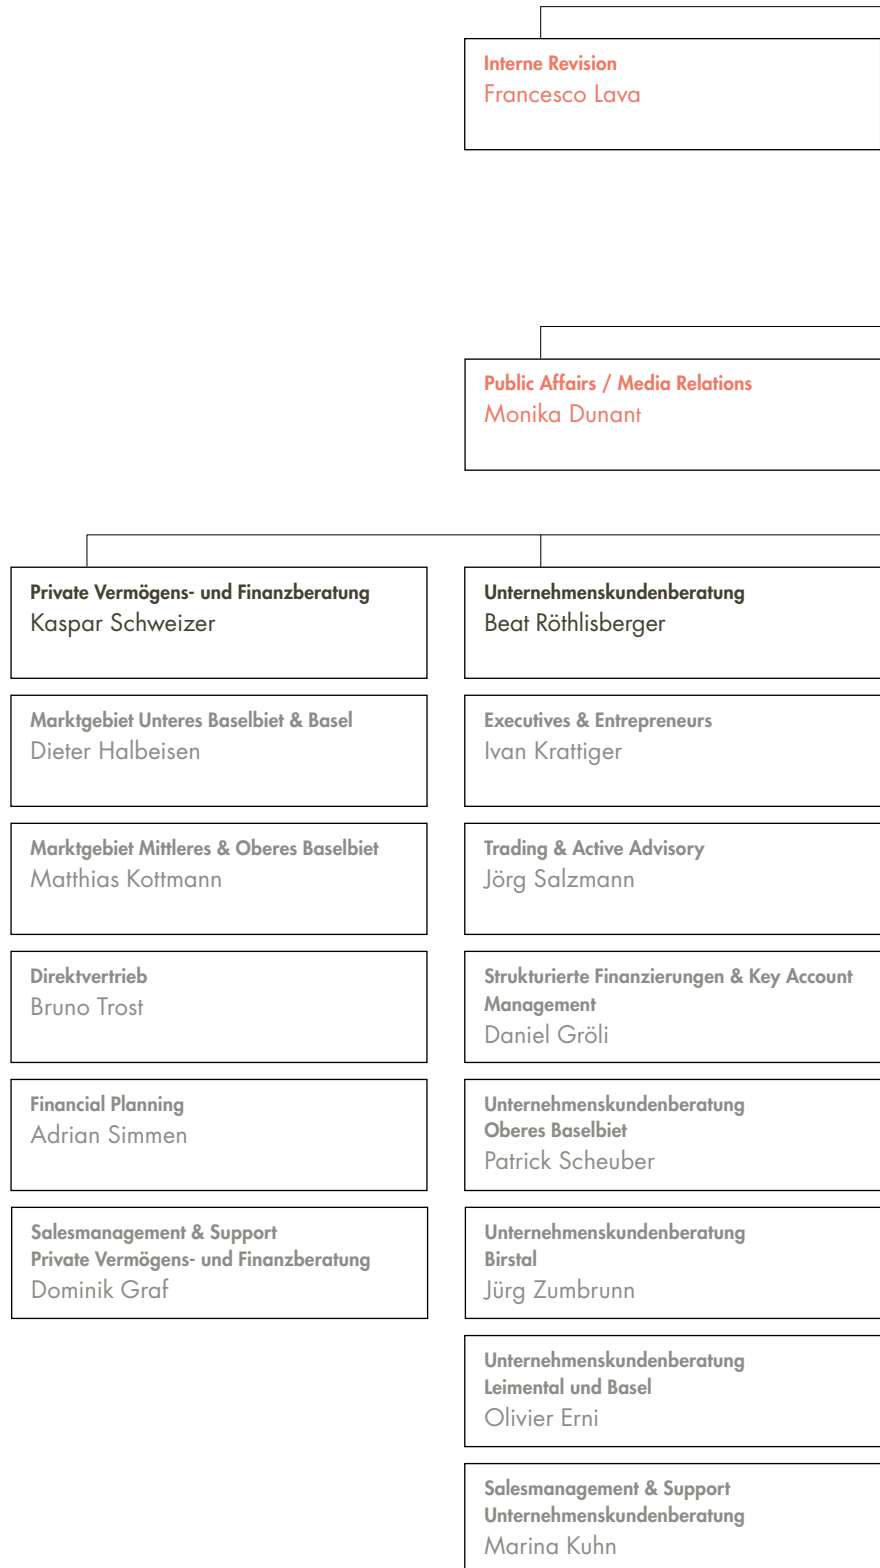 Interne Revision
Francesco Lava
Public Affairs / Media Relations
Monika Dunant
Private Vermögens- und Finanzberatung
Kaspar Schweizer
Marktgebiet Unteres Baselbiet & Basel
Dieter Halbeisen
Marktgebiet Mittleres & Oberes Baselbiet
Matthias Kottmann
Direktvertrieb
Bruno Trost
Financial Planning
Adrian Simmen
Salesmanagement & Support
Private Vermögens- und Finanzberatung
Dominik Graf
Unternehmenskundenberatung
Beat Röthlisberger
Executives & Entrepreneurs
Ivan Krattiger
Trading & Active Advisory
Jörg Salzmann
Strukturierte Finanzierungen & Key Account
Management
Daniel Gröli
Unternehmenskundenberatung
Oberes Baselbiet
Patrick Scheuber
Unternehmenskundenberatung
Birstal
Jürg Zumbrunn
Unternehmenskundenberatung
Leimental und Basel
Olivier Erni
Salesmanagement & Support
Unternehmenskundenberatung
Marina Kuhn